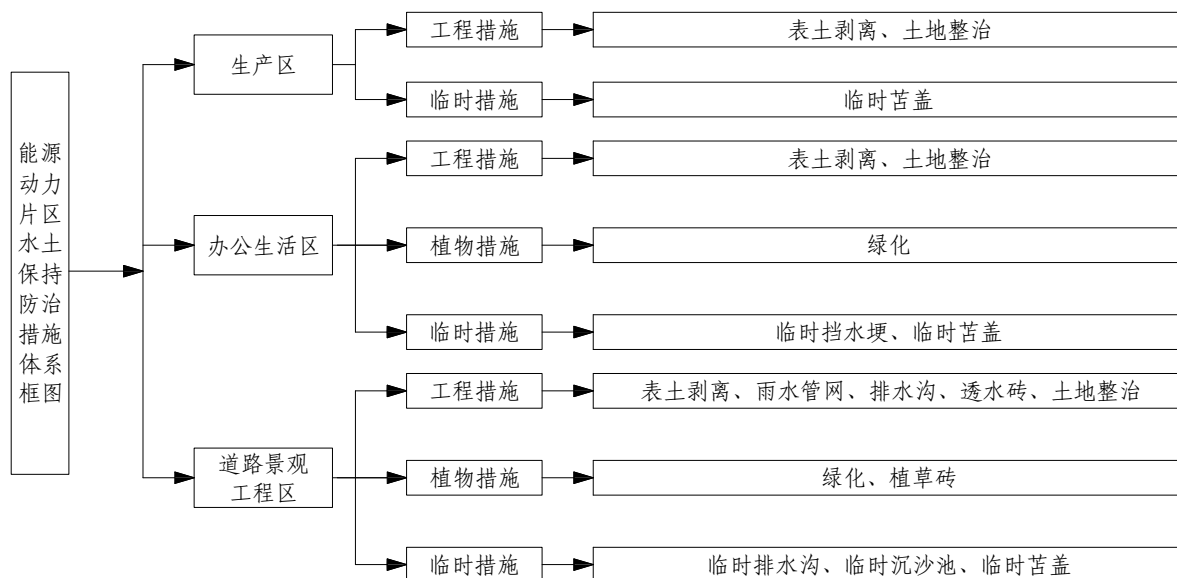 能源
动力
片区
水土
保持
防治
措施
体系
框图
生产区
工程措施
表土剥离、土地整治
临时措施
临时苫盖
办公生活区
工程措施
表土剥离、土地整治
植物措施
绿化
临时措施
临时挡水埂、临时苫盖
道路景观
工程区
工程措施
表土剥离、雨水管网、排水沟、透水砖、土地整治
植物措施
绿化、植草砖
临时措施
临时排水沟、临时沉沙池、临时苫盖